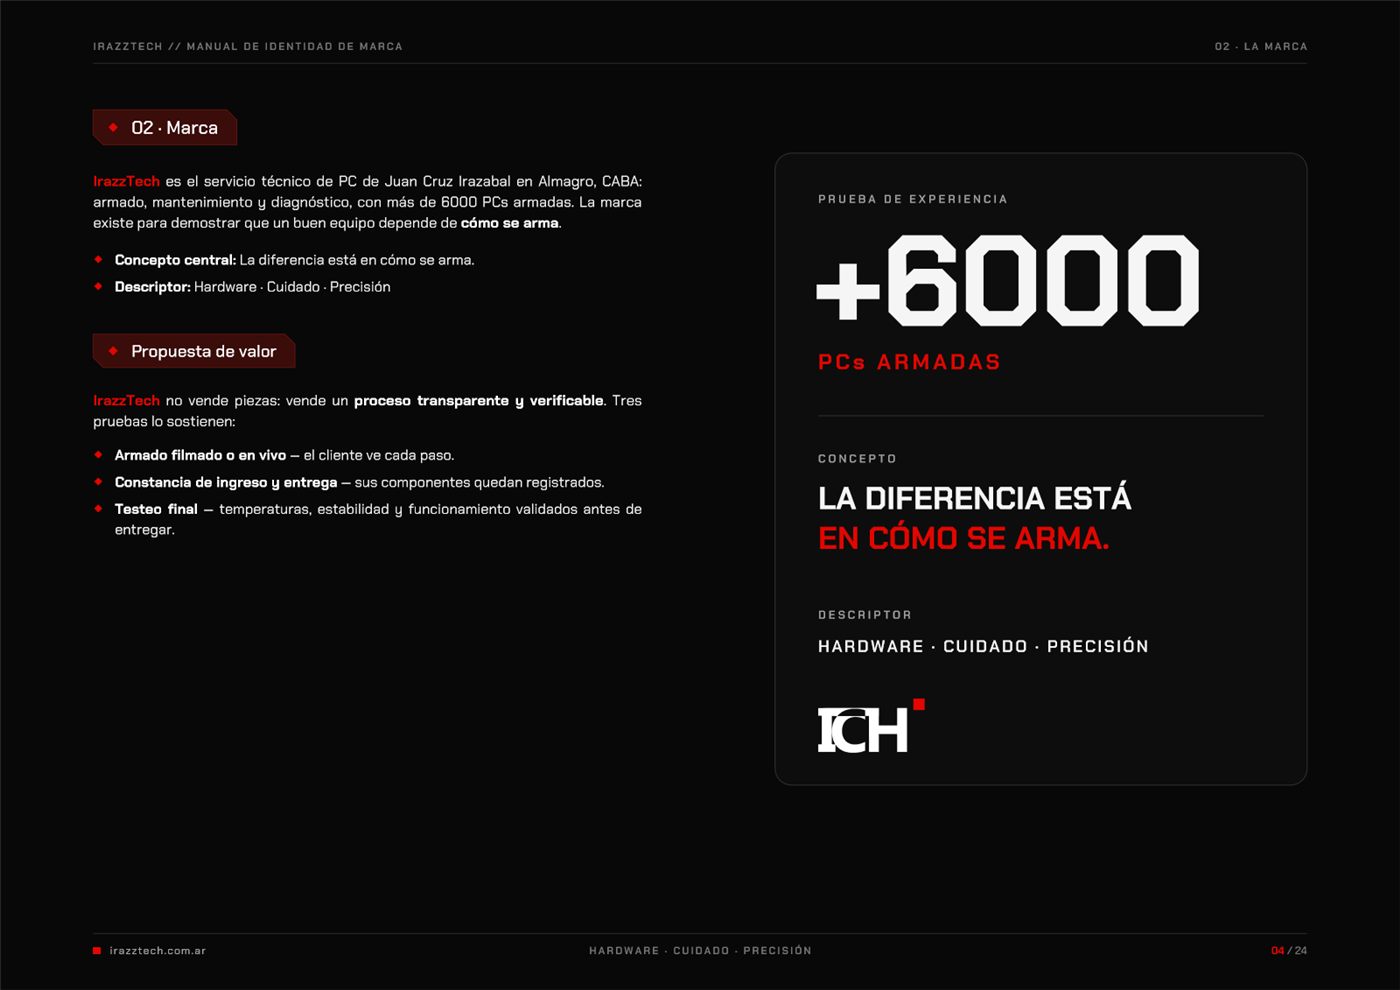 IRAZZTECH // MANUAL DE IDENTIDAD DE MARCA
02 · LA MARCA
02 · Marca
IrazzTech es el servicio técnico de PC de Juan Cruz Irazabal en Almagro, CABA:
armado, mantenimiento y diagnóstico, con más de 6000 PCs armadas. La marca
existe para demostrar que un buen equipo depende de cómo se arma.
Concepto central: La diferencia está en cómo se arma.
Descriptor: Hardware · Cuidado · Precisión
Propuesta de valor
IrazzTech no vende piezas: vende un proceso transparente y verificable. Tres
pruebas lo sostienen:
Armado filmado o en vivo — el cliente ve cada paso.
Constancia de ingreso y entrega — sus componentes quedan registrados.
Testeo final — temperaturas, estabilidad y funcionamiento validados antes de
entregar.
PRUEBA DE EXPERIENCIA
+6000
PCs ARMADAS
CONCEPTO
LA DIFERENCIA ESTÁ
EN CÓMO SE ARMA.
DESCRIPTOR
HARDWARE · CUIDADO · PRECISIÓN
ICH
irazztech.com.ar
HARDWARE · CUIDADO · PRECISIÓN
04 / 24